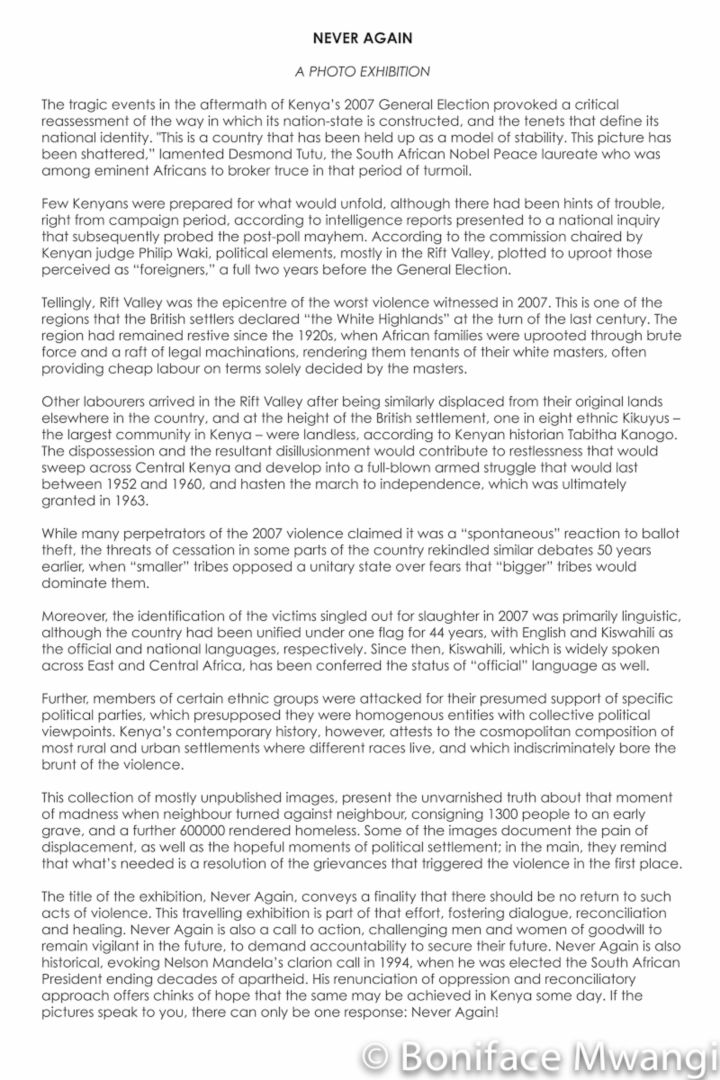 NEVER AGAIN
A PHOTO EXHIBITION
The tragic events in the aftermath of Kenya's 2007 General Election provoked a critical
reassessment of the way in which its nation-state is constructed, and the tenets that define its
national identity. "This is a country that has been held up as a model of stability. This picture has
been shattered," lamented Desmond Tutu, the South African Nobel Peace laureate who was
among eminent Africans to broker truce in that period of turmoil.
Few Kenyans were prepared for what would unfold, although there had been hints of trouble,
right from campaign period, according to intelligence reports presented to a national inquiry
that subsequently probed the post-poll mayhem. According to the commission chaired by
Kenyan judge Philip Waki, political elements, mostly in the Rift Valley, plotted to uproot those
perceived as "foreigners," a full two years before the General Election.
Tellingly, Rift Valley was the epicentre of the worst violence witnessed in 2007. This is one of the
regions that the British settlers declared "the White Highlands" at the turn of the last century. The
region had remained restive since the 1920s, when African families were uprooted through brute
force and a raft of legal machinations, rendering them tenants of their white masters, often
providing cheap labour on terms solely decided by the masters.
Other labourers arrived in the Rift Valley after being similarly displaced from their original lands
elsewhere in the country, and at the height of the British settlement, one in eight ethnic Kikuyus –
the largest community in Kenya – were landless, according to Kenyan historian Tabitha Kanogo.
The dispossession and the resultant disillusionment would contribute to restlessness that would
sweep across Central Kenya and develop into a full-blown armed struggle that would last
between 1952 and 1960, and hasten the march to independence, which was ultimately
granted in 1963.
While many perpetrators of the 2007 violence claimed it was a "spontaneous" reaction to ballot
theft, the threats of cessation in some parts of the country rekindled similar debates 50 years
earlier, when "smaller" tribes opposed a unitary state over fears that "bigger" tribes would
dominate them.
Moreover, the identification of the victims singled out for slaughter in 2007 was primarily linguistic,
although the country had been unified under one flag for 44 years, with English and Kiswahili as
the official and national languages, respectively. Since then, Kiswahili, which is widely spoken
across East and Central Africa, has been conferred the status of "official" language as well.
Further, members of certain ethnic groups were attacked for their presumed support of specific
political parties, which presupposed they were homogenous entities with collective political
viewpoints. Kenya's contemporary history, however, attests to the cosmopolitan composition of
most rural and urban settlements where different races live, and which indiscriminately bore the
brunt of the violence.
This collection of mostly unpublished images, present the unvarnished truth about that moment
of madness when neighbour turned against neighbour, consigning 1300 people to an early
grave, and a further 600000 rendered homeless. Some of the images document the pain of
displacement, as well as the hopeful moments of political settlement; in the main, they remind
that what's needed is a resolution of the grievances that triggered the violence in the first place.
The title of the exhibition, Never Again, conveys a finality that there should be no return to such
acts of violence. This travelling exhibition is part of that effort, fostering dialogue, reconciliation
and healing. Never Again is also a call to action, challenging men and women of goodwill to
remain vigilant in the future, to demand accountability to secure their future. Never Again is also
historical, evoking Nelson Mandela's clarion call in 1994, when he was elected the South African
President ending decades of apartheid. His renunciation of oppression and reconciliatory
approach offers chinks of hope that the same may be achieved in Kenya some day. If the
pictures speak to you, there can only be one response: Never Again!
© Boniface Mwangi